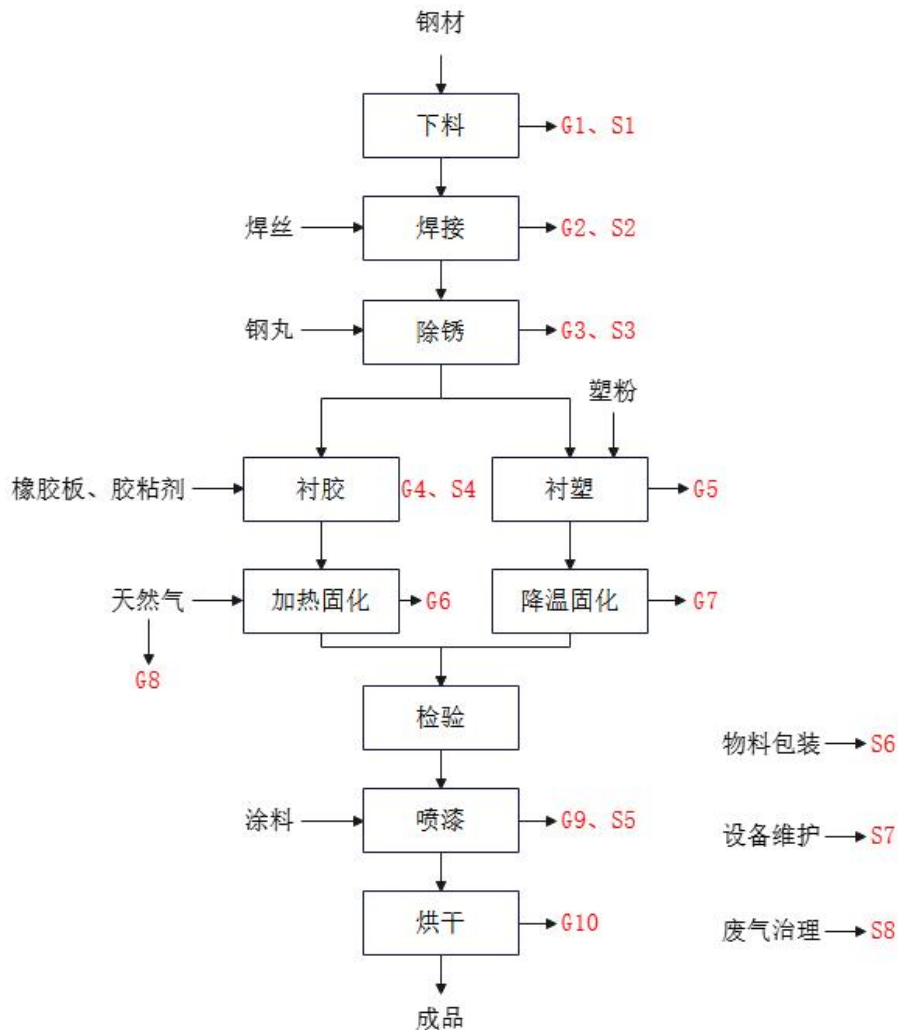 钢材
下料
G1、S1
焊丝
焊接
G2、S2
钢丸
除锈
G3、S3
塑粉
橡胶板、胶粘剂
衬胶
G4、S4
衬塑
G5
天然气
加热固化
G6
降温固化
G7
G8
检验
物料包装
S6
涂料
喷漆
G9、S5
设备维护
S7
烘干
G10
废气治理
S8
成品